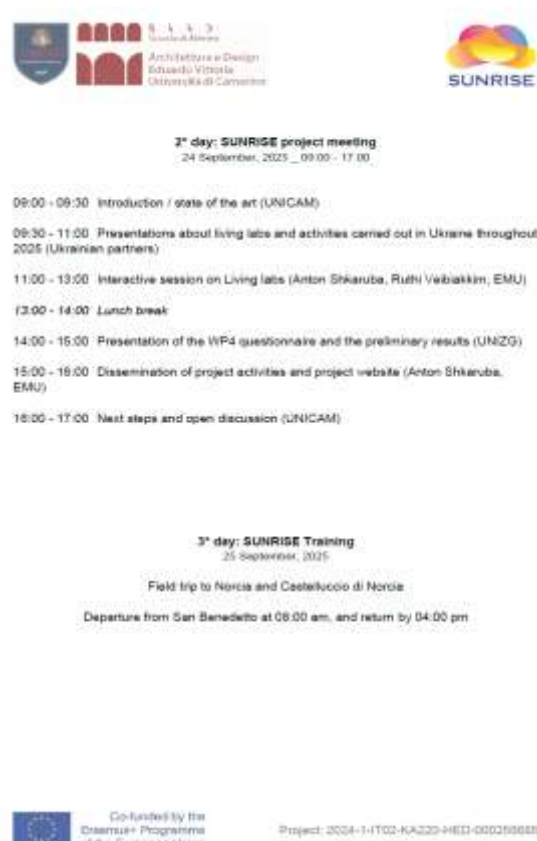 Scuola di Ateneo
Architettura e Design
Eduardo Vittoria
Università di Camerino
SUNRISE
2° day: SUNRISE project meeting
24 September, 2025 _ 09:00 - 17:00
09:00 - 09:30 Introduction / state of the art (UNICAM)
09:30 - 11:00 Presentations about living labs and activities carried out in Ukraine throughout
2025 (Ukrainian partners)
11:00 - 13:00 Interactive session on Living labs (Anton Shkaruba, Ruthi EMU)
13:00 - 14:00 Lunch break
14:00 - 15:00 Presentation of the WP4 questionnaire and the preliminary results (UNIZG)
15:00 - 16:00 Dissemination of project activities and project website (Anton Shkaruba,
EMU)
16:00 - 17:00 Next steps and open discussion (UNICAM)
3° day: SUNRISE Training
25 September, 2025
Field trip to Norcia and Castelluccio di Norcia
Departure from San Benedetto at 08:00 am, and return by 04:00 pm
Co-funded by the
Erasmus+ Programme
Project: